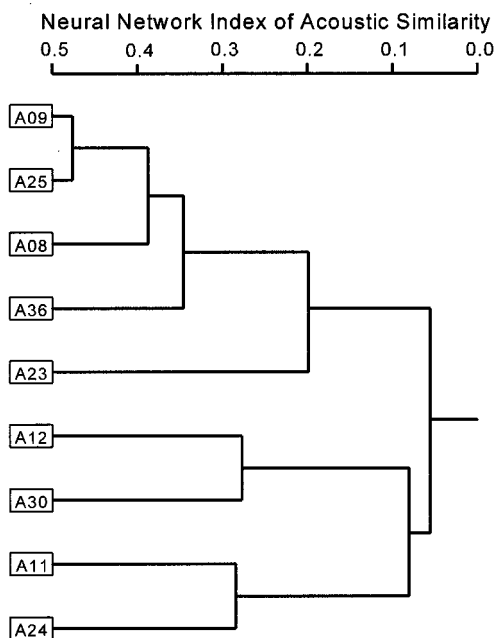 Neural Network Index of Acoustic Similarity
0.5 0.4 0.3 0.2 0.1 0.0
A09
A25
A08
A36
A23
A12
A30
A11
A24